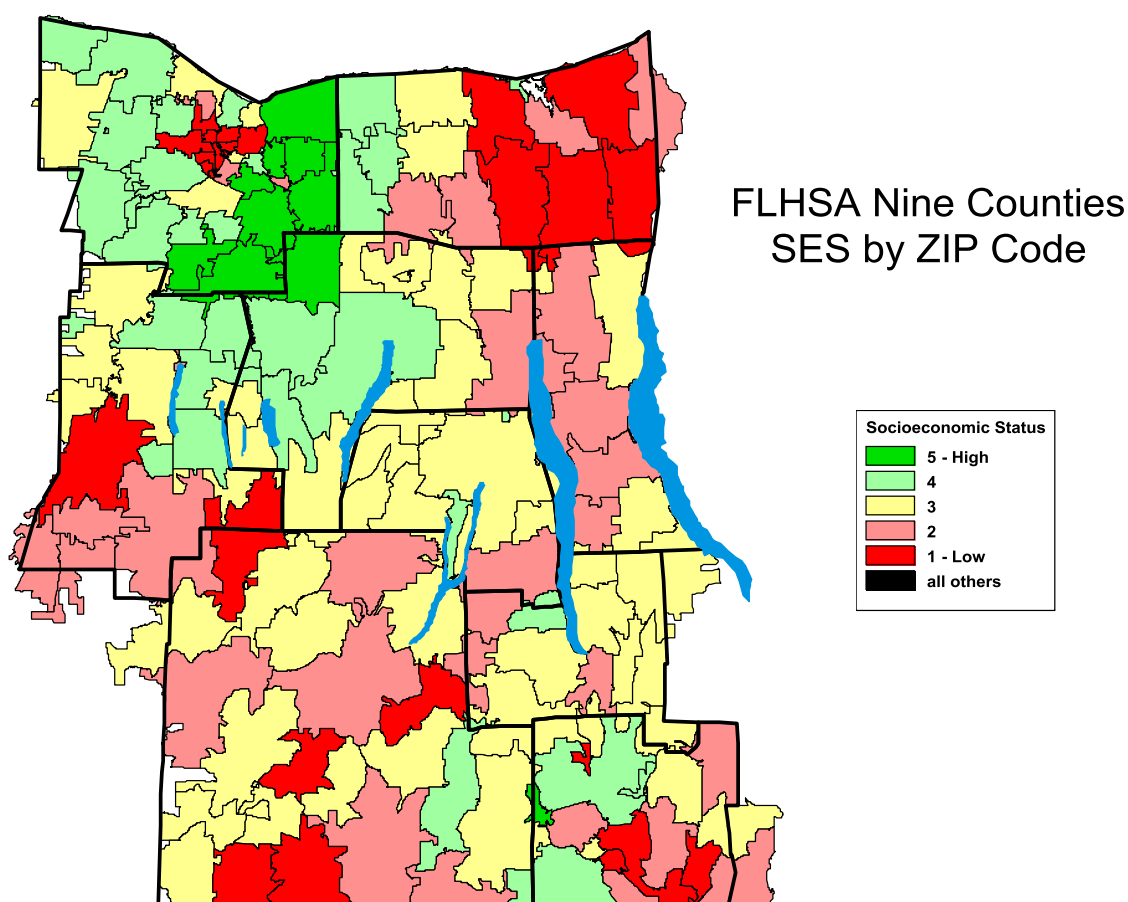 FLHSA Nine Counties
SES by ZIP Code
Socioeconomic Status
5 - High
4
3
2
1 - Low
all others